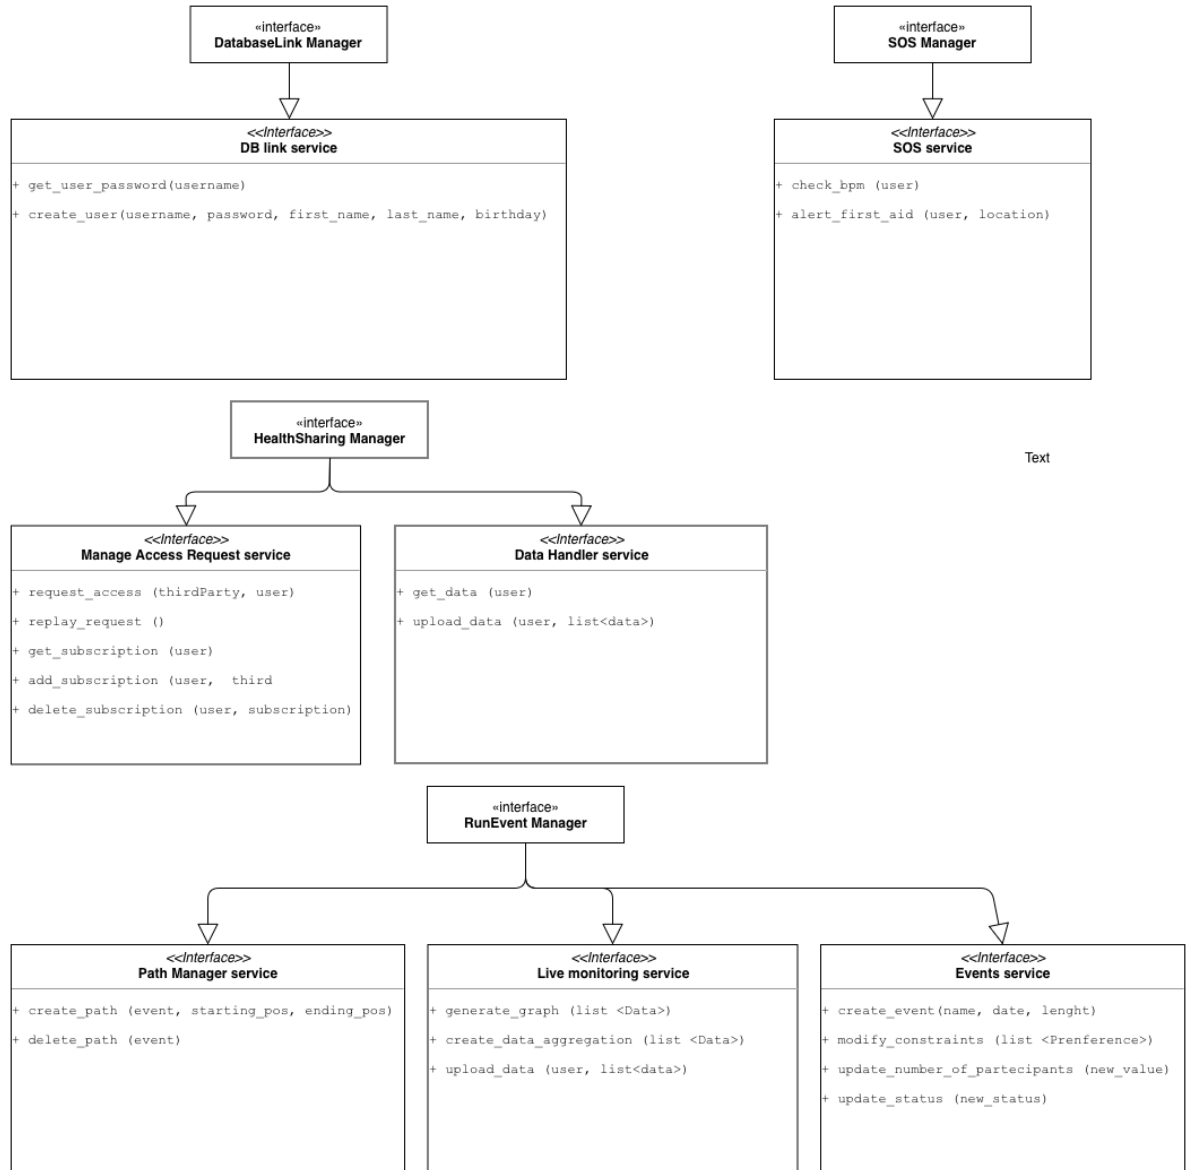 «interface»
DatabaseLink Manager
«interface»
SOS Manager
<<Interface>>
DB link service
+ get_user_password(username)
+ create_user(username, password, first_name, last_name, birthday)
<<Interface>>
SOS service
+ check_bpm (user)
+ alert_first_aid (user, location)
«interface»
HealthSharing Manager
Text
<<Interface>>
Manage Access Request service
+ request_access (thirdParty, user)
+ replay_request ()
+ get_subscription (user)
+ add_subscription (user, third
+ delete_subscription (user, subscription)
<<Interface>>
Data Handler service
+ get_data (user)
+ upload_data (user, list<data>)
«interface»
RunEvent Manager
<<Interface>>
Path Manager service
+ create_path (event, starting_pos, ending_pos)
+ delete_path (event)
<<Interface>>
Live monitoring service
+ generate_graph (list <Data>)
+ create_data_aggregation (list <Data>)
+ upload_data (user, list<data>)
<<Interface>>
Events service
+ create_event(name, date, lenght)
+ modify_constraints (list <Prenference>)
+ update_number_of_partecipants (new_value)
+ update_status (new_status)